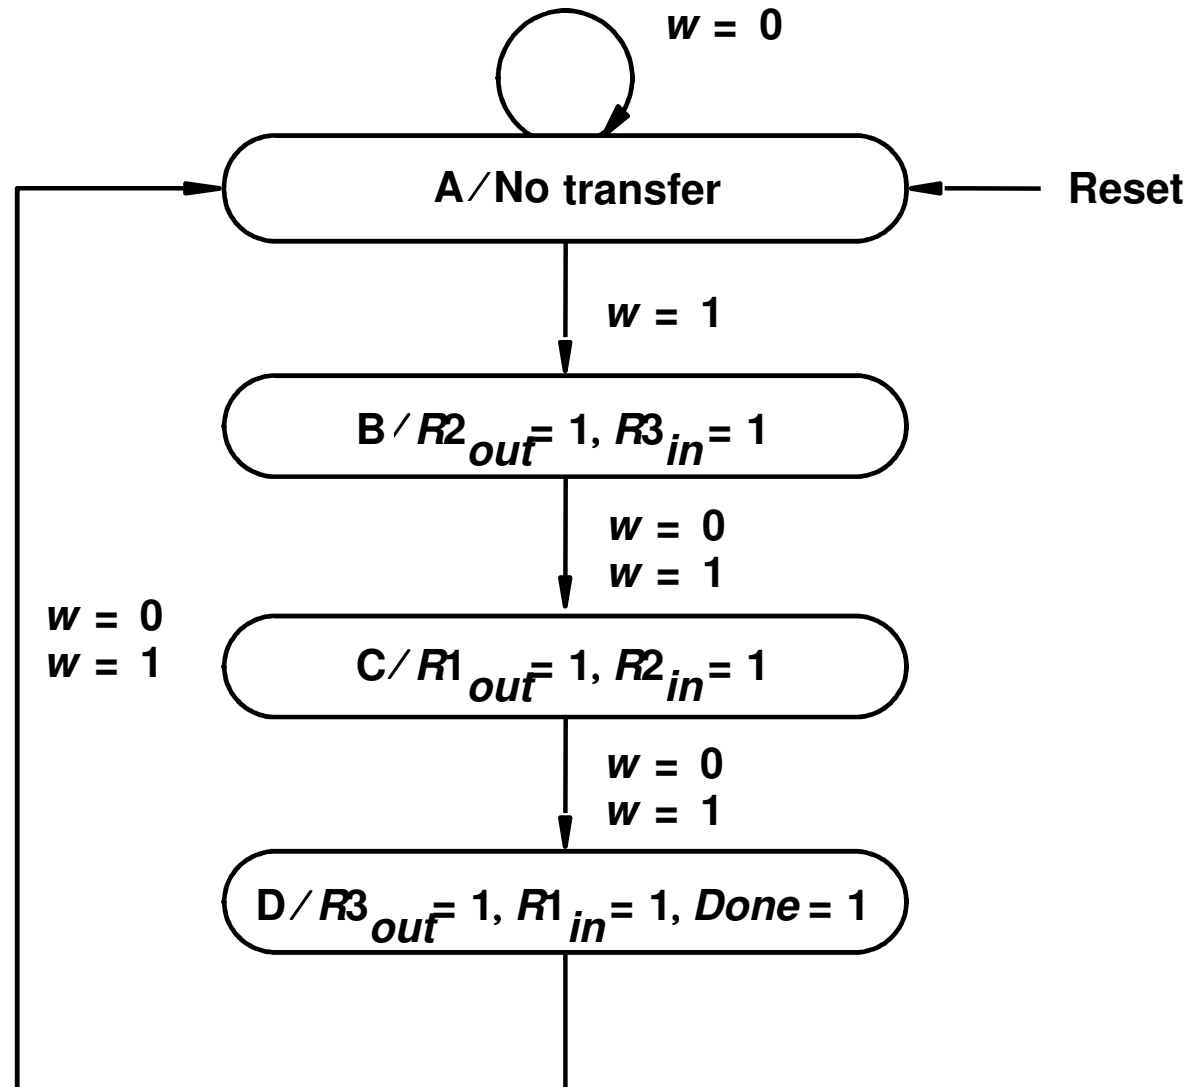 w = 0
A/No transfer
Reset
w = 1
B/R2out = 1, R3in = 1
w = 0
w = 1
w = 0
w = 1
C/R1out = 1, R2in = 1
w = 0
w = 1
D/R3out = 1, R1in = 1, Done = 1